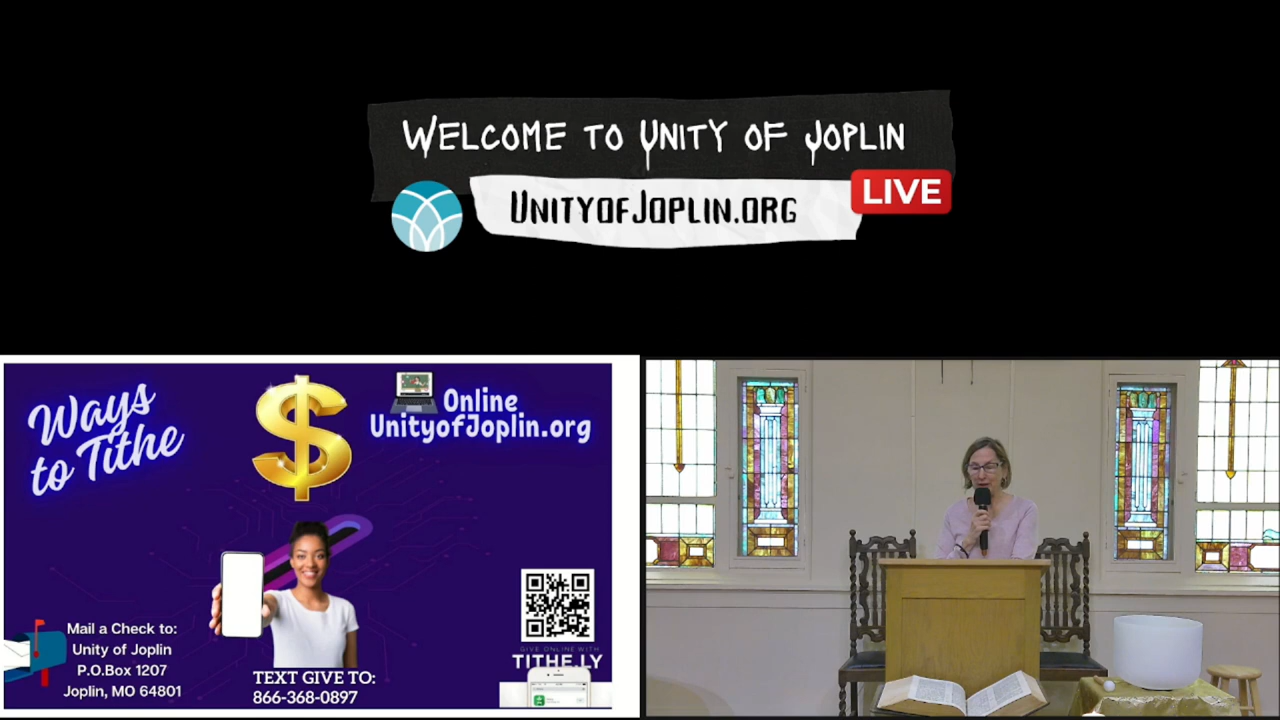 Welcome to Unity of Joplin
UnityofJoplin.org
LIVE
Ways
to Tithe
Online
UnityofJoplin.org
Mail a Check to:
Unity of Joplin
P.O.Box 1207
Joplin, MO 64801
TEXT GIVE TO:
866-368-0897
GIVE ONLINE WITH
TITHE.LY